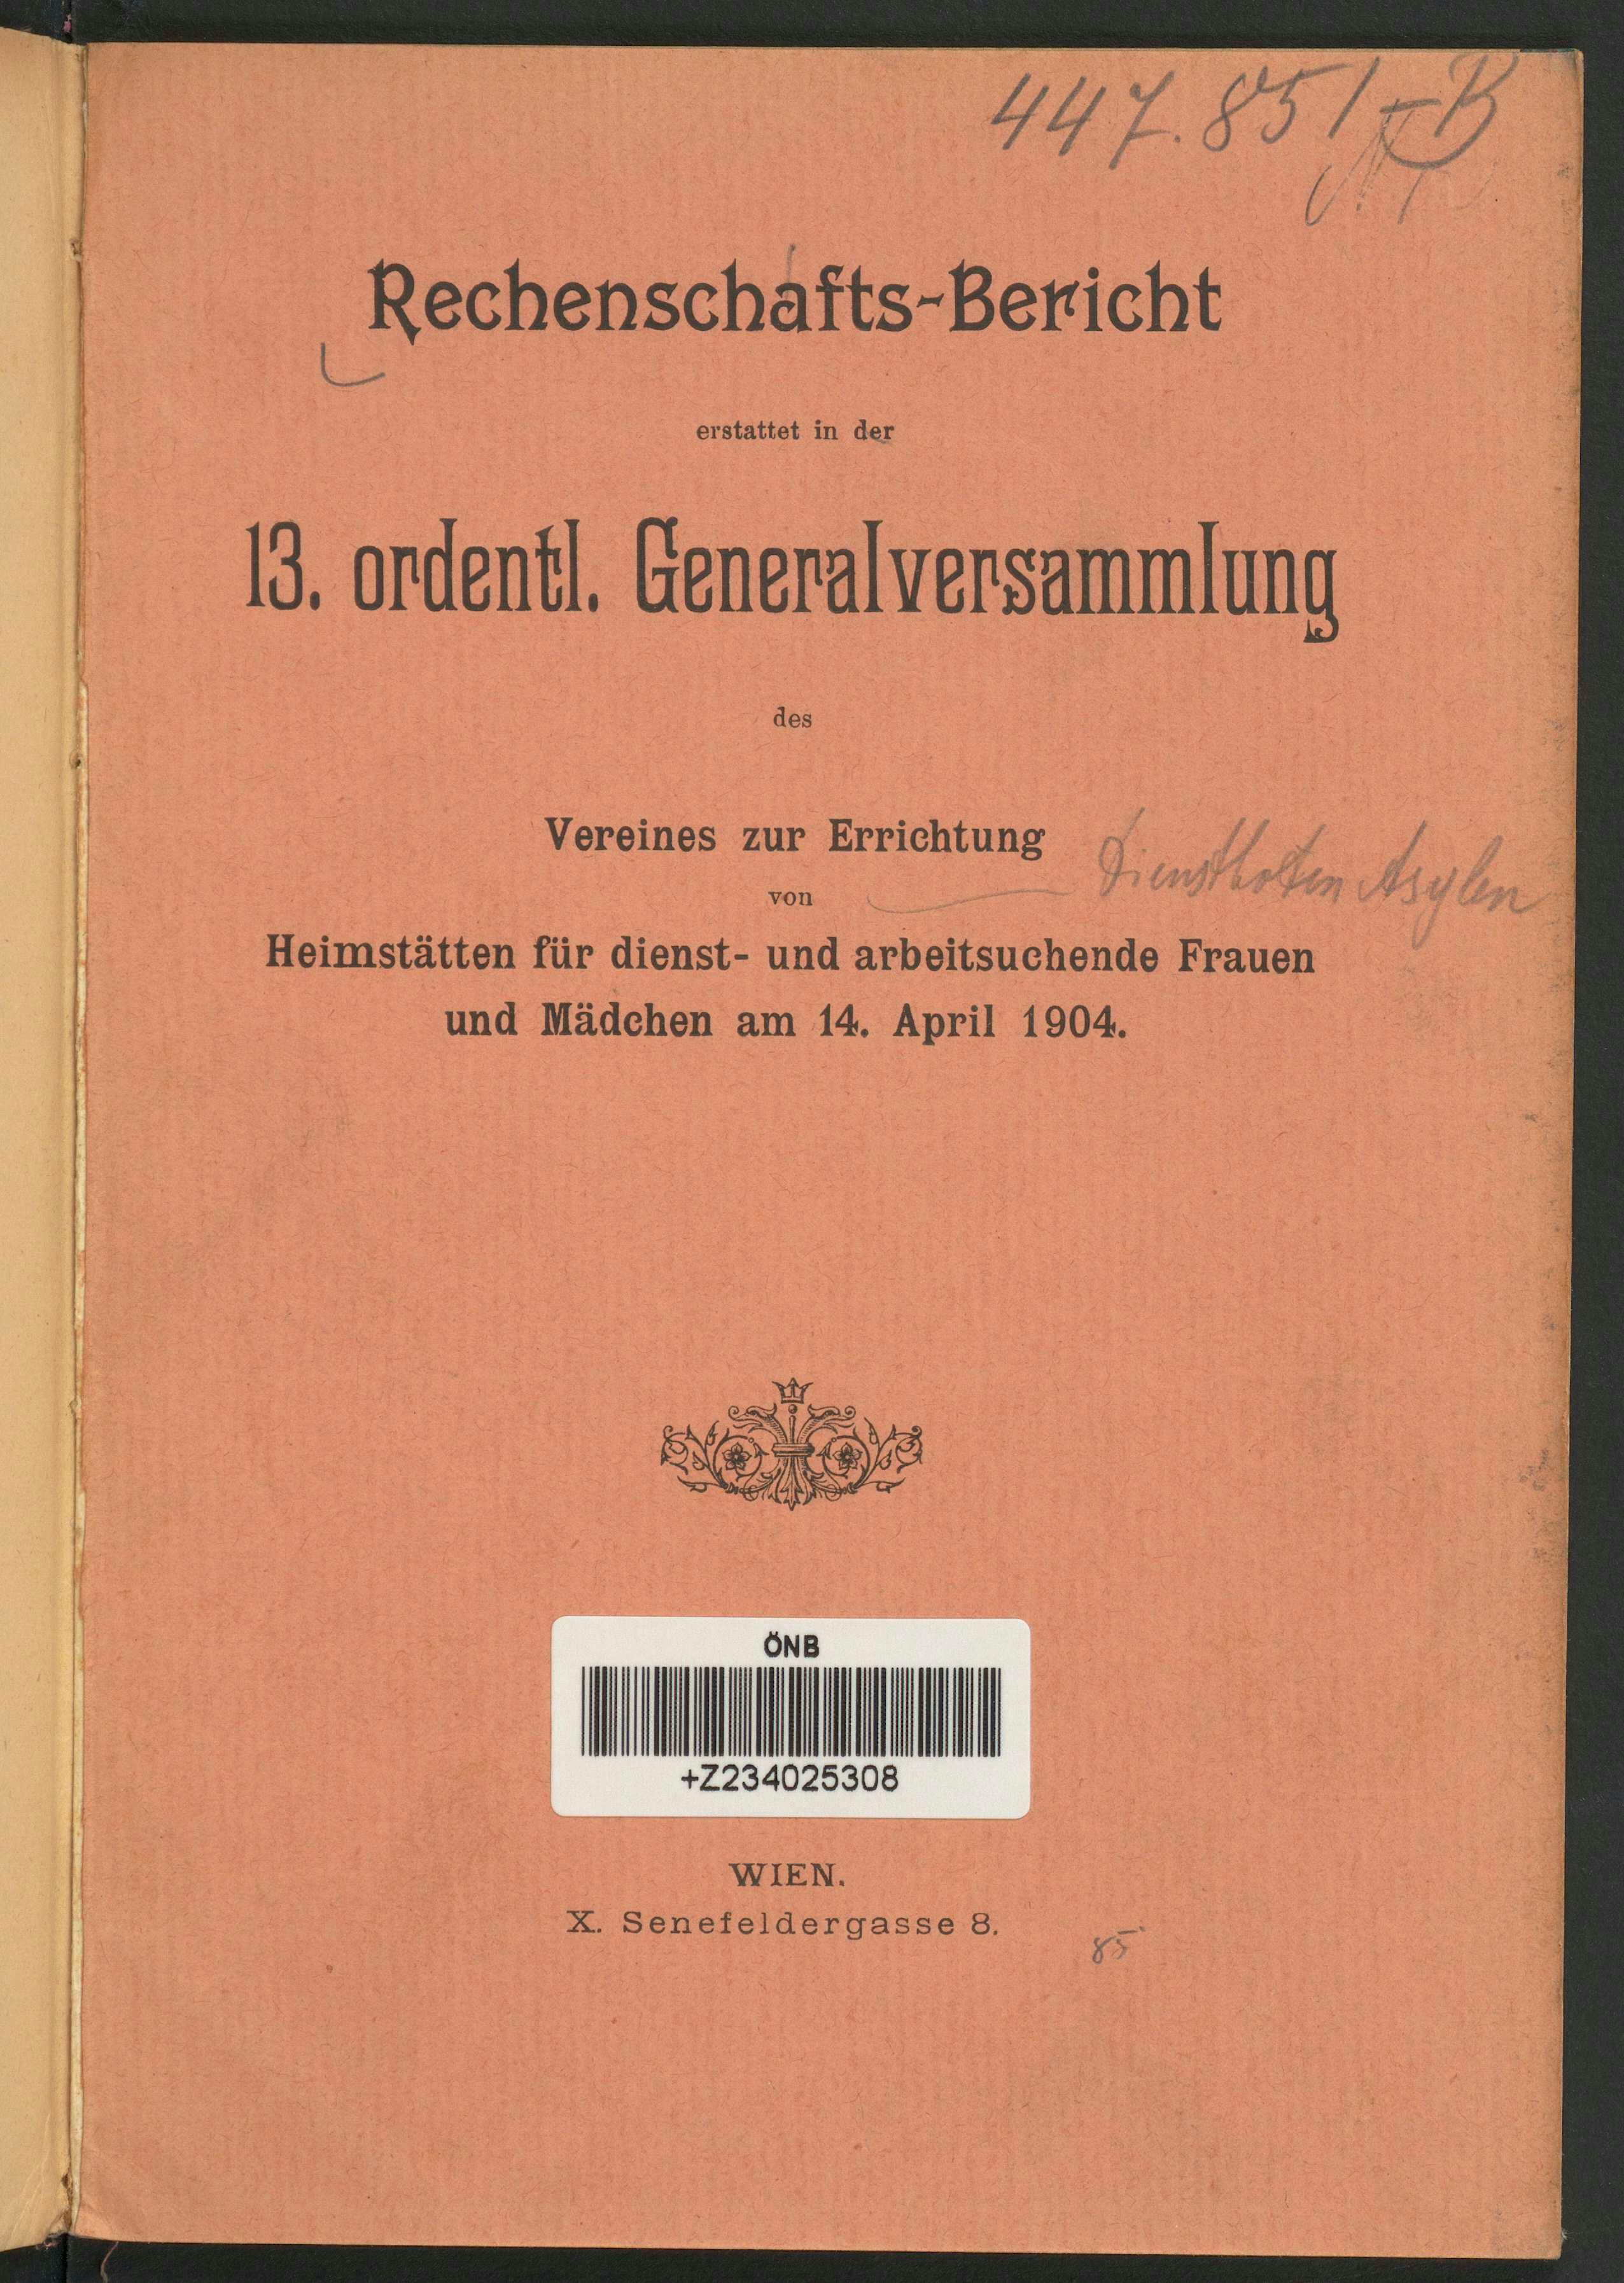 447.851-B
Rechenschafts-Bericht
erstattet in der
13. ordentl. Generalversammlung
des
Vereines zur Errichtung
Dienstboten Asylen
von
Heimstätten für dienst- und arbeitsuchende Frauen
und Mädchen am 14. April 1904.
ÖNB
+Z234025308
WIEN.
X. Senefeldergasse 8.
85